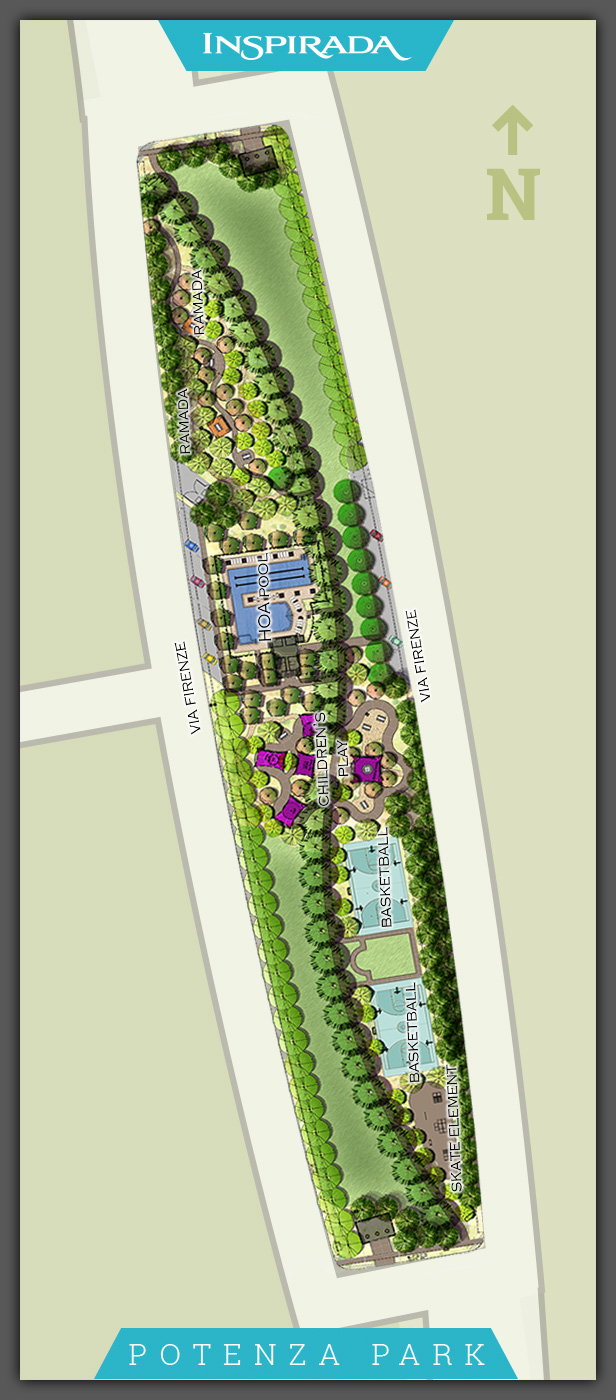 INSPIRADA
N
RAMADA
RAMADA
HOA POOL
VIA FIRENZE
VIA FIRENZE
CHILDREN'S
PLAY
BASKETBALL
BASKETBALL
SKATE ELEMENT
POTENZA PARK